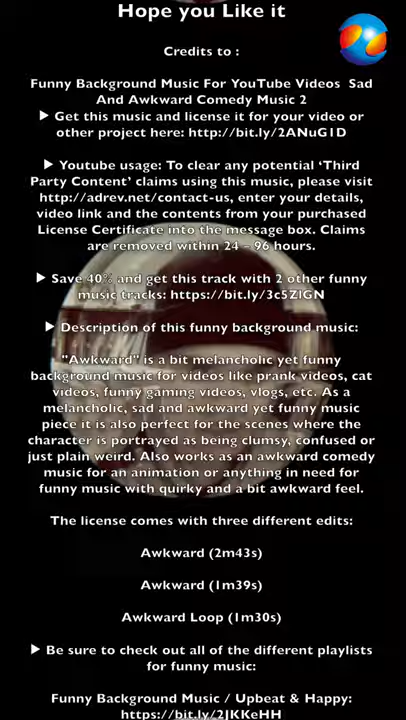 Hope you Like it
Credits to :
Funny Background Music For YouTube Videos  Sad
And Awkward Comedy Music 2
▶ Get this music and license it for your video or
other project here: http://bit.ly/2ANuG1D
▶ Youtube usage: To clear any potential ‘Third
Party Content’ claims using this music, please visit
http://adrev.net/contact-us, enter your details,
video link and the contents from your purchased
License Certificate into the message box. Claims
are removed within 24 – 96 hours.
▶ Save 40% and get this track with 2 other funny
music tracks: https://bit.ly/3c5ZlGN
▶ Description of this funny background music:
"Awkward" is a bit melancholic yet funny
background music for videos like prank videos, cat
videos, funny gaming videos, vlogs, etc. As a
melancholic, sad and awkward yet funny music
piece it is also perfect for the scenes where the
character is portrayed as being clumsy, confused or
just plain weird. Also works as an awkward comedy
music for an animation or anything in need for
funny music with quirky and a bit awkward feel.
The license comes with three different edits:
Awkward (2m43s)
Awkward (1m39s)
Awkward Loop (1m30s)
▶ Be sure to check out all of the different playlists
for funny music:
Funny Background Music / Upbeat & Happy:
https://bit.ly/2JKKeHH